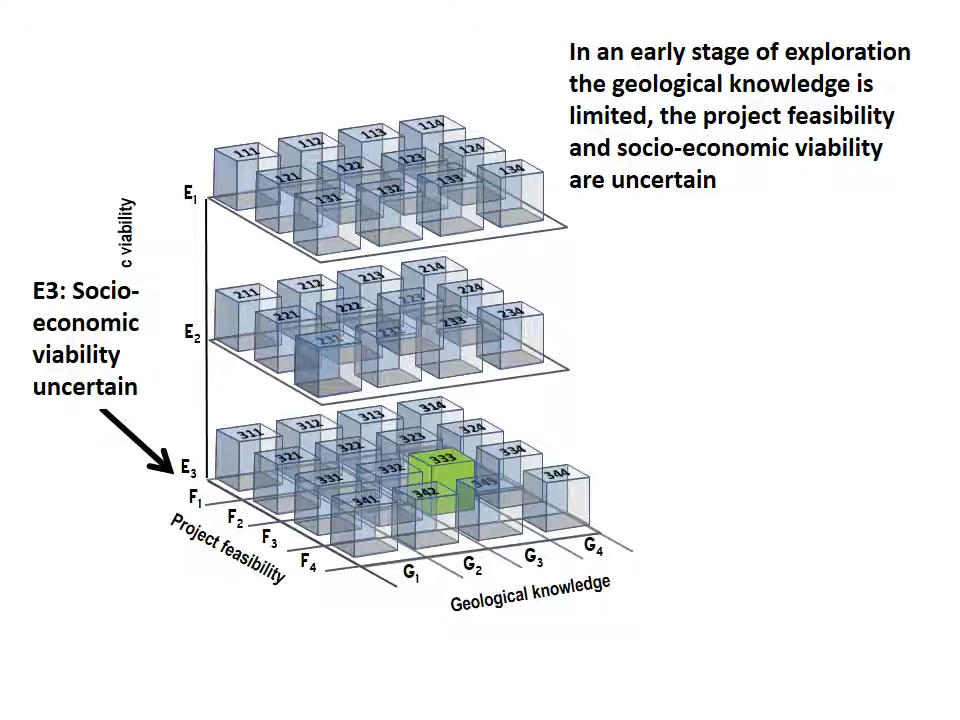 In an early stage of exploration
the geological knowledge is
limited, the project feasibility
and socio-economic viability
are uncertain
111 112 113 114
121 122 123 124
131 132 133 134
E1
c viability
E3: Socio-
economic
viability
uncertain
211 212 213 214
221 222 223 224
231 232 233 234
E2
311 312 313 314
321 322 323 324
331 332 333 334
341 342 343 344
E3
F1
F2
F3
F4
Project feasibility
G1 G2 G3 G4
Geological knowledge